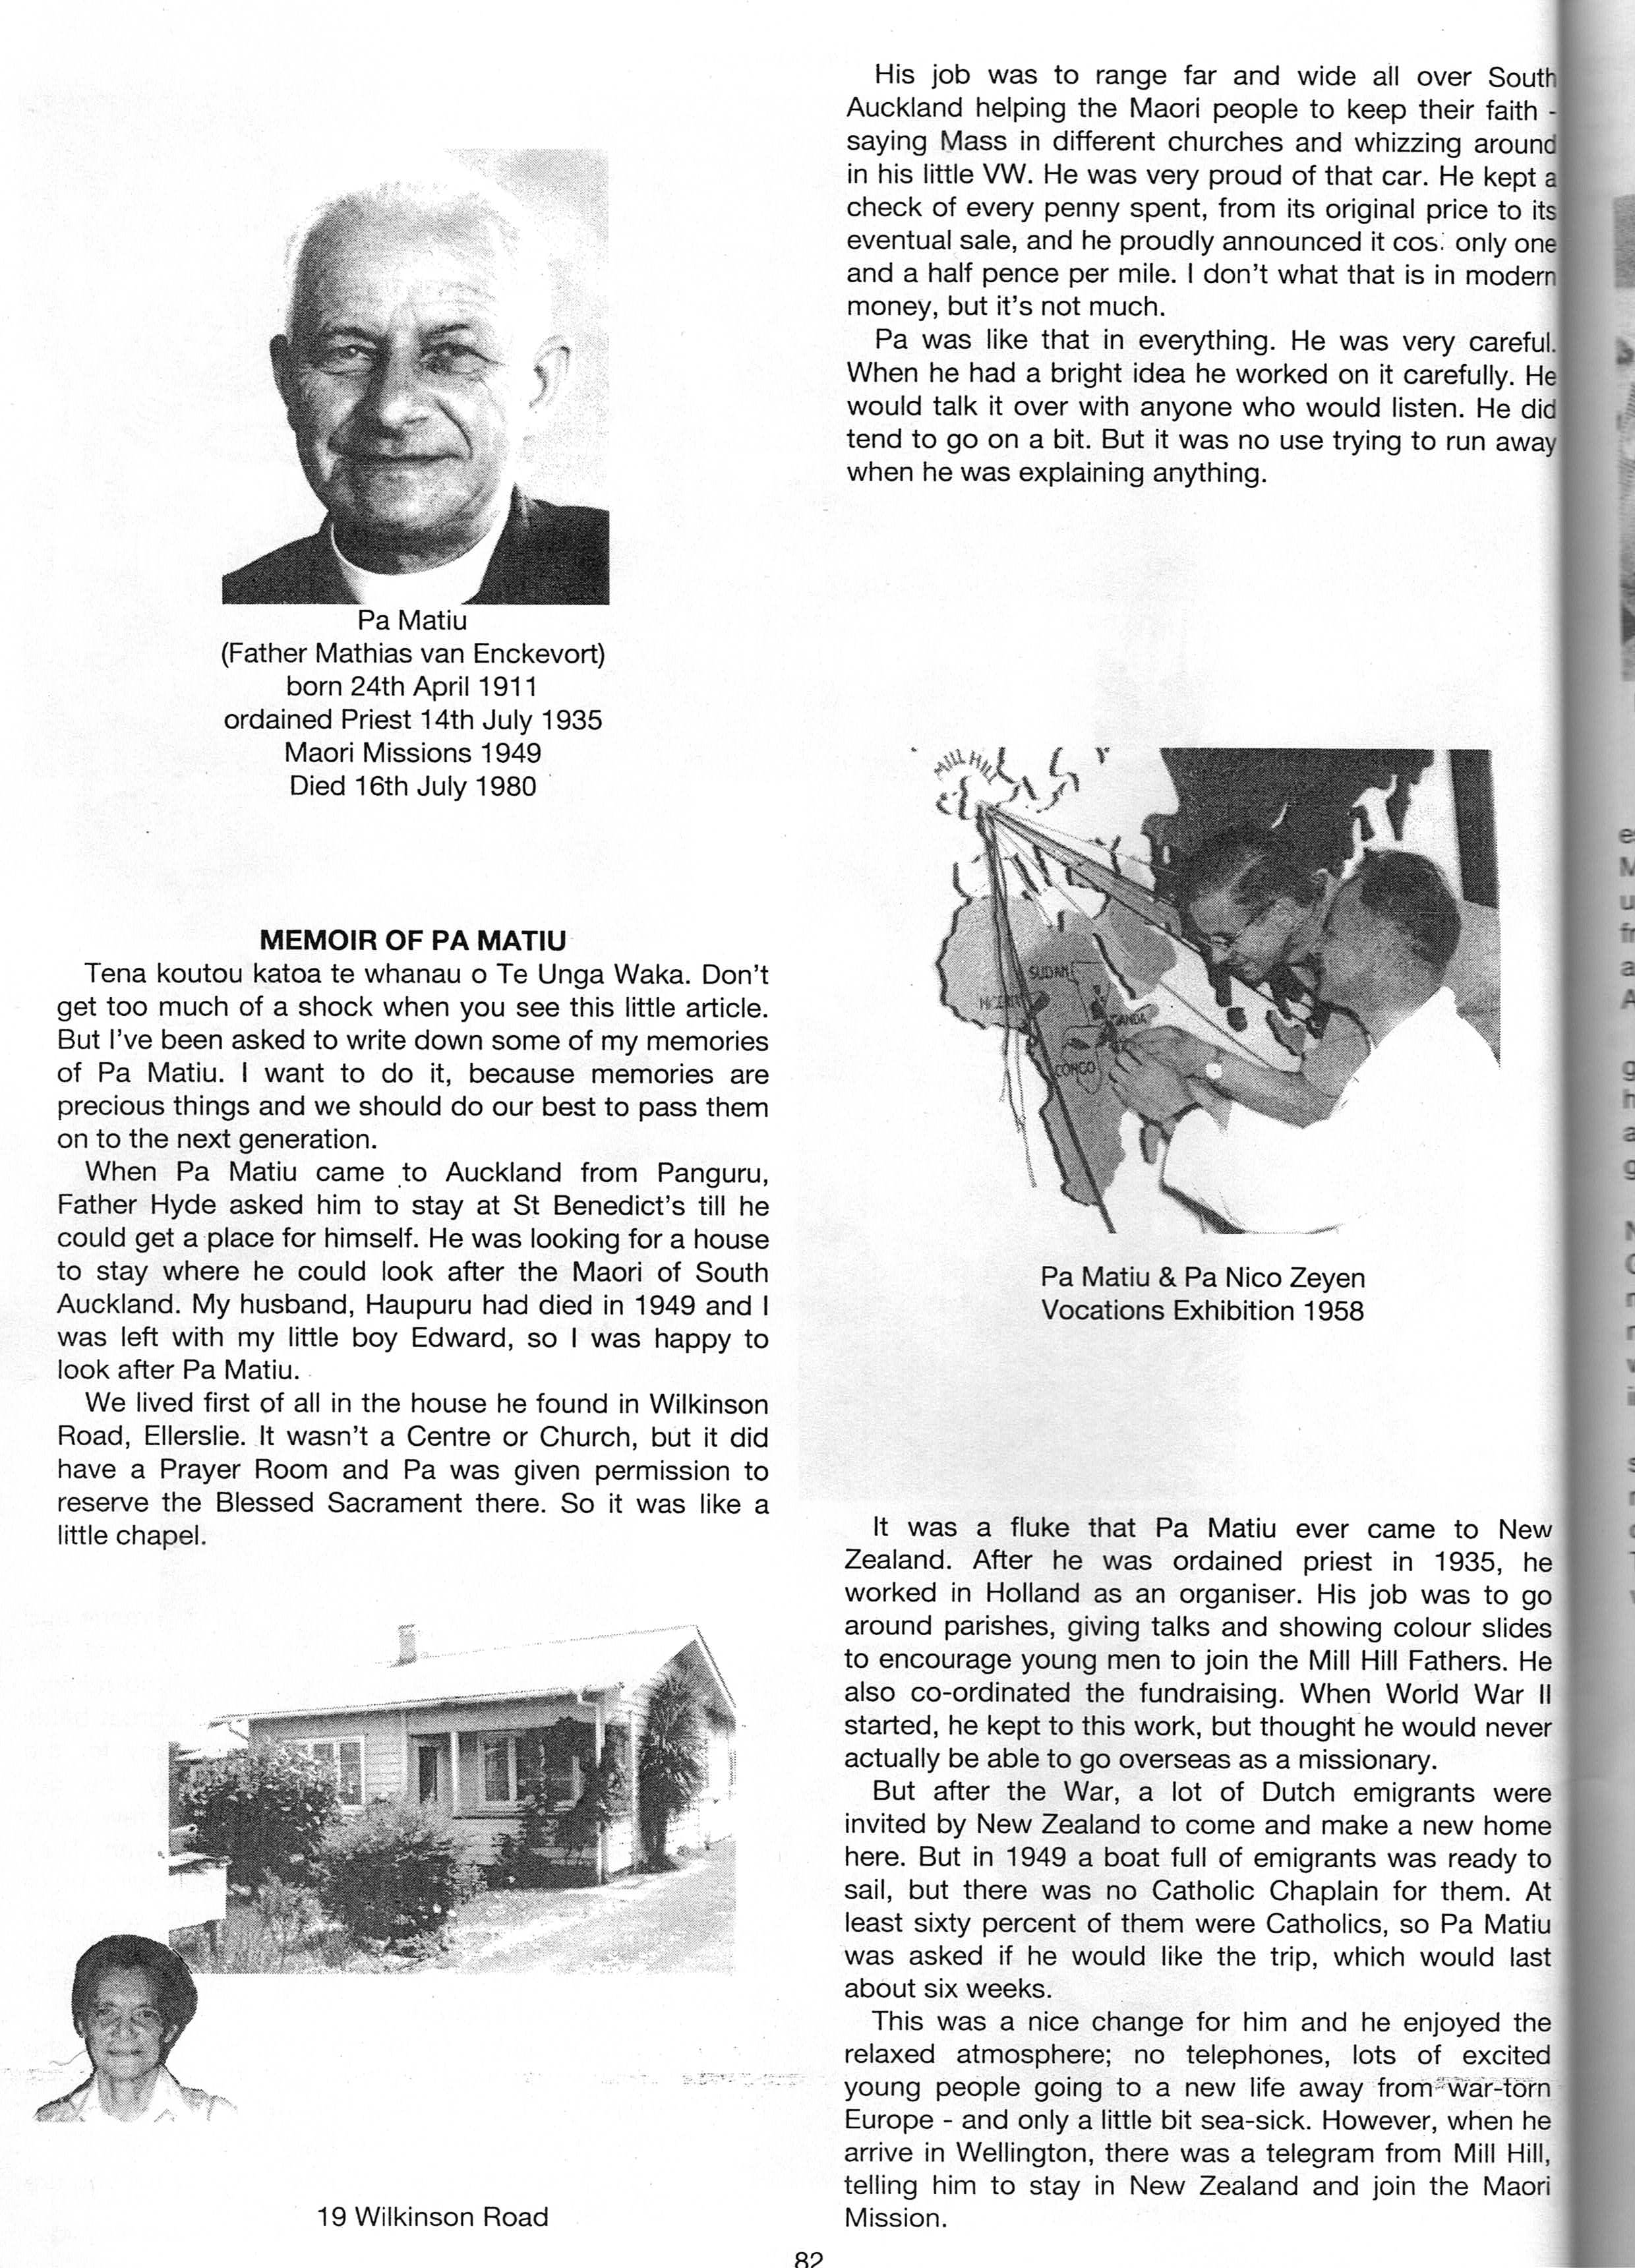 Pa Matiu
(Father Mathias van Enckevort)
born 24th April 1911
ordained Priest 14th July 1935
Maori Missions 1949
Died 16th July 1980
MEMOIR OF PA MATIU
Tena koutou katoa te whanau o Te Unga Waka. Don't
get too much of a shock when you see this little article.
But I've been asked to write down some of my memories
of Pa Matiu. I want to do it, because memories are
precious things and we should do our best to pass them
on to the next generation.
When Pa Matiu came to Auckland from Panguru,
Father Hyde asked him to stay at St Benedict's till he
could get a place for himself. He was looking for a house
to stay where he could look after the Maori of South
Auckland. My husband, Haupuru had died in 1949 and I
was left with my little boy Edward, so I was happy to
look after Pa Matiu.
We lived first of all in the house he found in Wilkinson
Road, Ellerslie. It wasn't a Centre or Church, but it did
have a Prayer Room and Pa was given permission to
reserve the Blessed Sacrament there. So it was like a
little chapel.
19 Wilkinson Road
His job was to range far and wide all over South
Auckland helping the Maori people to keep their faith -
saying Mass in different churches and whizzing around
in his little VW. He was very proud of that car. He kept a
check of every penny spent, from its original price to its
eventual sale, and he proudly announced it cos. only one
and a half pence per mile. I don't what that is in modern
money, but it's not much.
Pa was like that in everything. He was very careful.
When he had a bright idea he worked on it carefully. He
would talk it over with anyone who would listen. He did
tend to go on a bit. But it was no use trying to run away
when he was explaining anything.
MILL HILL
SUDAN
CONGO
Pa Matiu & Pa Nico Zeyen
Vocations Exhibition 1958
It was a fluke that Pa Matiu ever came to New
Zealand. After he was ordained priest in 1935, he
worked in Holland as an organiser. His job was to go
around parishes, giving talks and showing colour slides
to encourage young men to join the Mill Hill Fathers. He
also co-ordinated the fundraising. When World War II
started, he kept to this work, but thought he would never
actually be able to go overseas as a missionary.
But after the War, a lot of Dutch emigrants were
invited by New Zealand to come and make a new home
here. But in 1949 a boat full of emigrants was ready to
sail, but there was no Catholic Chaplain for them. At
least sixty percent of them were Catholics, so Pa Matiu
was asked if he would like the trip, which would last
about six weeks.
This was a nice change for him and he enjoyed the
relaxed atmosphere; no telephones, lots of excited
young people going to a new life away from war-torn
Europe - and only a little bit sea-sick. However, when he
arrive in Wellington, there was a telegram from Mill Hill,
telling him to stay in New Zealand and join the Maori
Mission.
82